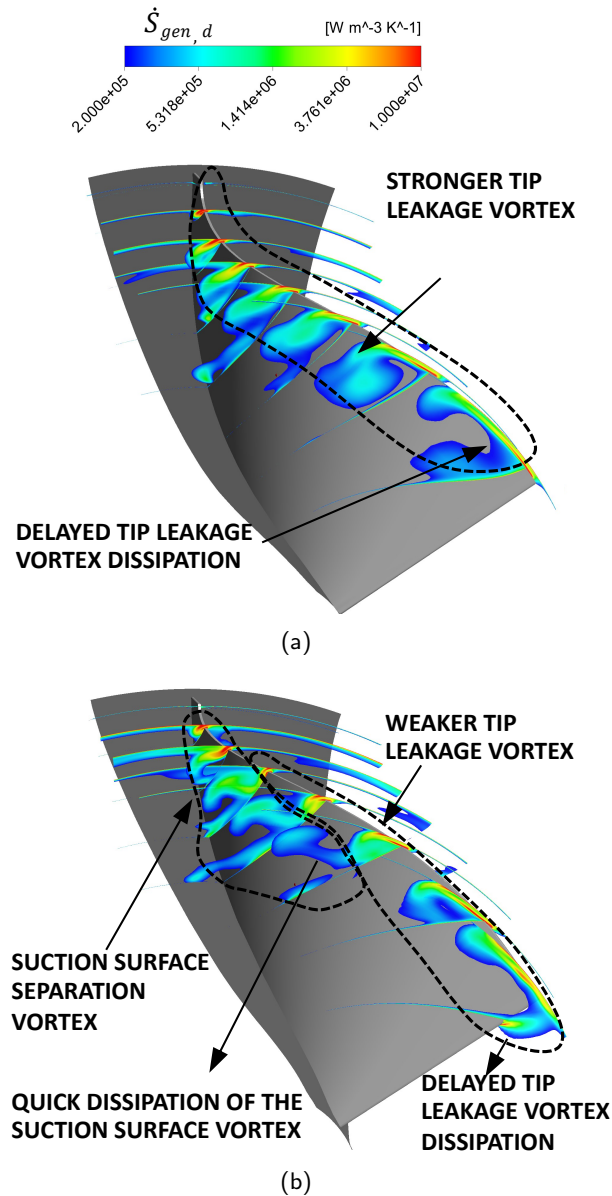 Ṡgen, d
[W m^-3 K^-1]
2.000e+05
5.318e+05
1.414e+06
3.761e+06
1.000e+07
STRONGER TIP
LEAKAGE VORTEX
DELAYED TIP LEAKAGE
VORTEX DISSIPATION
(a)
WEAKER TIP
LEAKAGE VORTEX
SUCTION SURFACE
SEPARATION
VORTEX
QUICK DISSIPATION OF THE
SUCTION SURFACE VORTEX
DELAYED TIP
LEAKAGE VORTEX
DISSIPATION
(b)